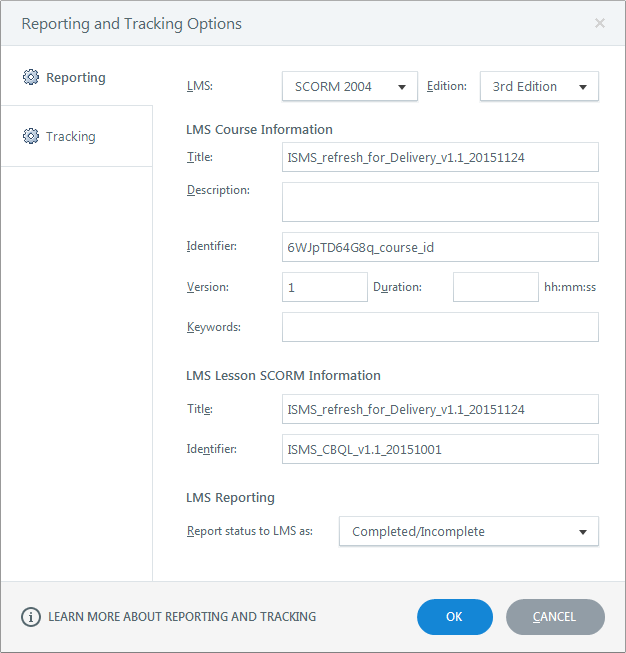 Reporting and Tracking Options
Reporting
Tracking
LMS: SCORM 2004 Edition: 3rd Edition
LMS Course Information
Title: ISMS_refresh_for_Delivery_v1.1_20151124
Description:
Identifier: 6WJpTD64G8q_course_id
Version: 1 Duration: hh:mm:ss
Keywords:
LMS Lesson SCORM Information
Title: ISMS_refresh_for_Delivery_v1.1_20151124
Identifier: ISMS_CBQL_v1.1_20151001
LMS Reporting
Report status to LMS as: Completed/Incomplete
LEARN MORE ABOUT REPORTING AND TRACKING
OK
CANCEL